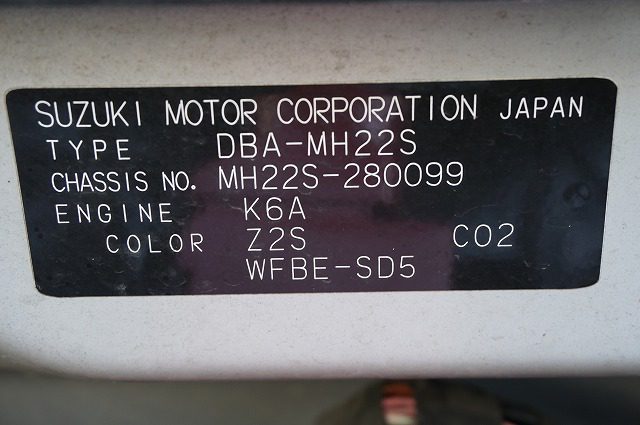 SUZUKI MOTOR CORPORATION JAPAN
TYPE DBA-MH22S
CHASSIS NO. MH22S-280099
ENGINE K6A
COLOR Z2S C02
WFBE-SD5